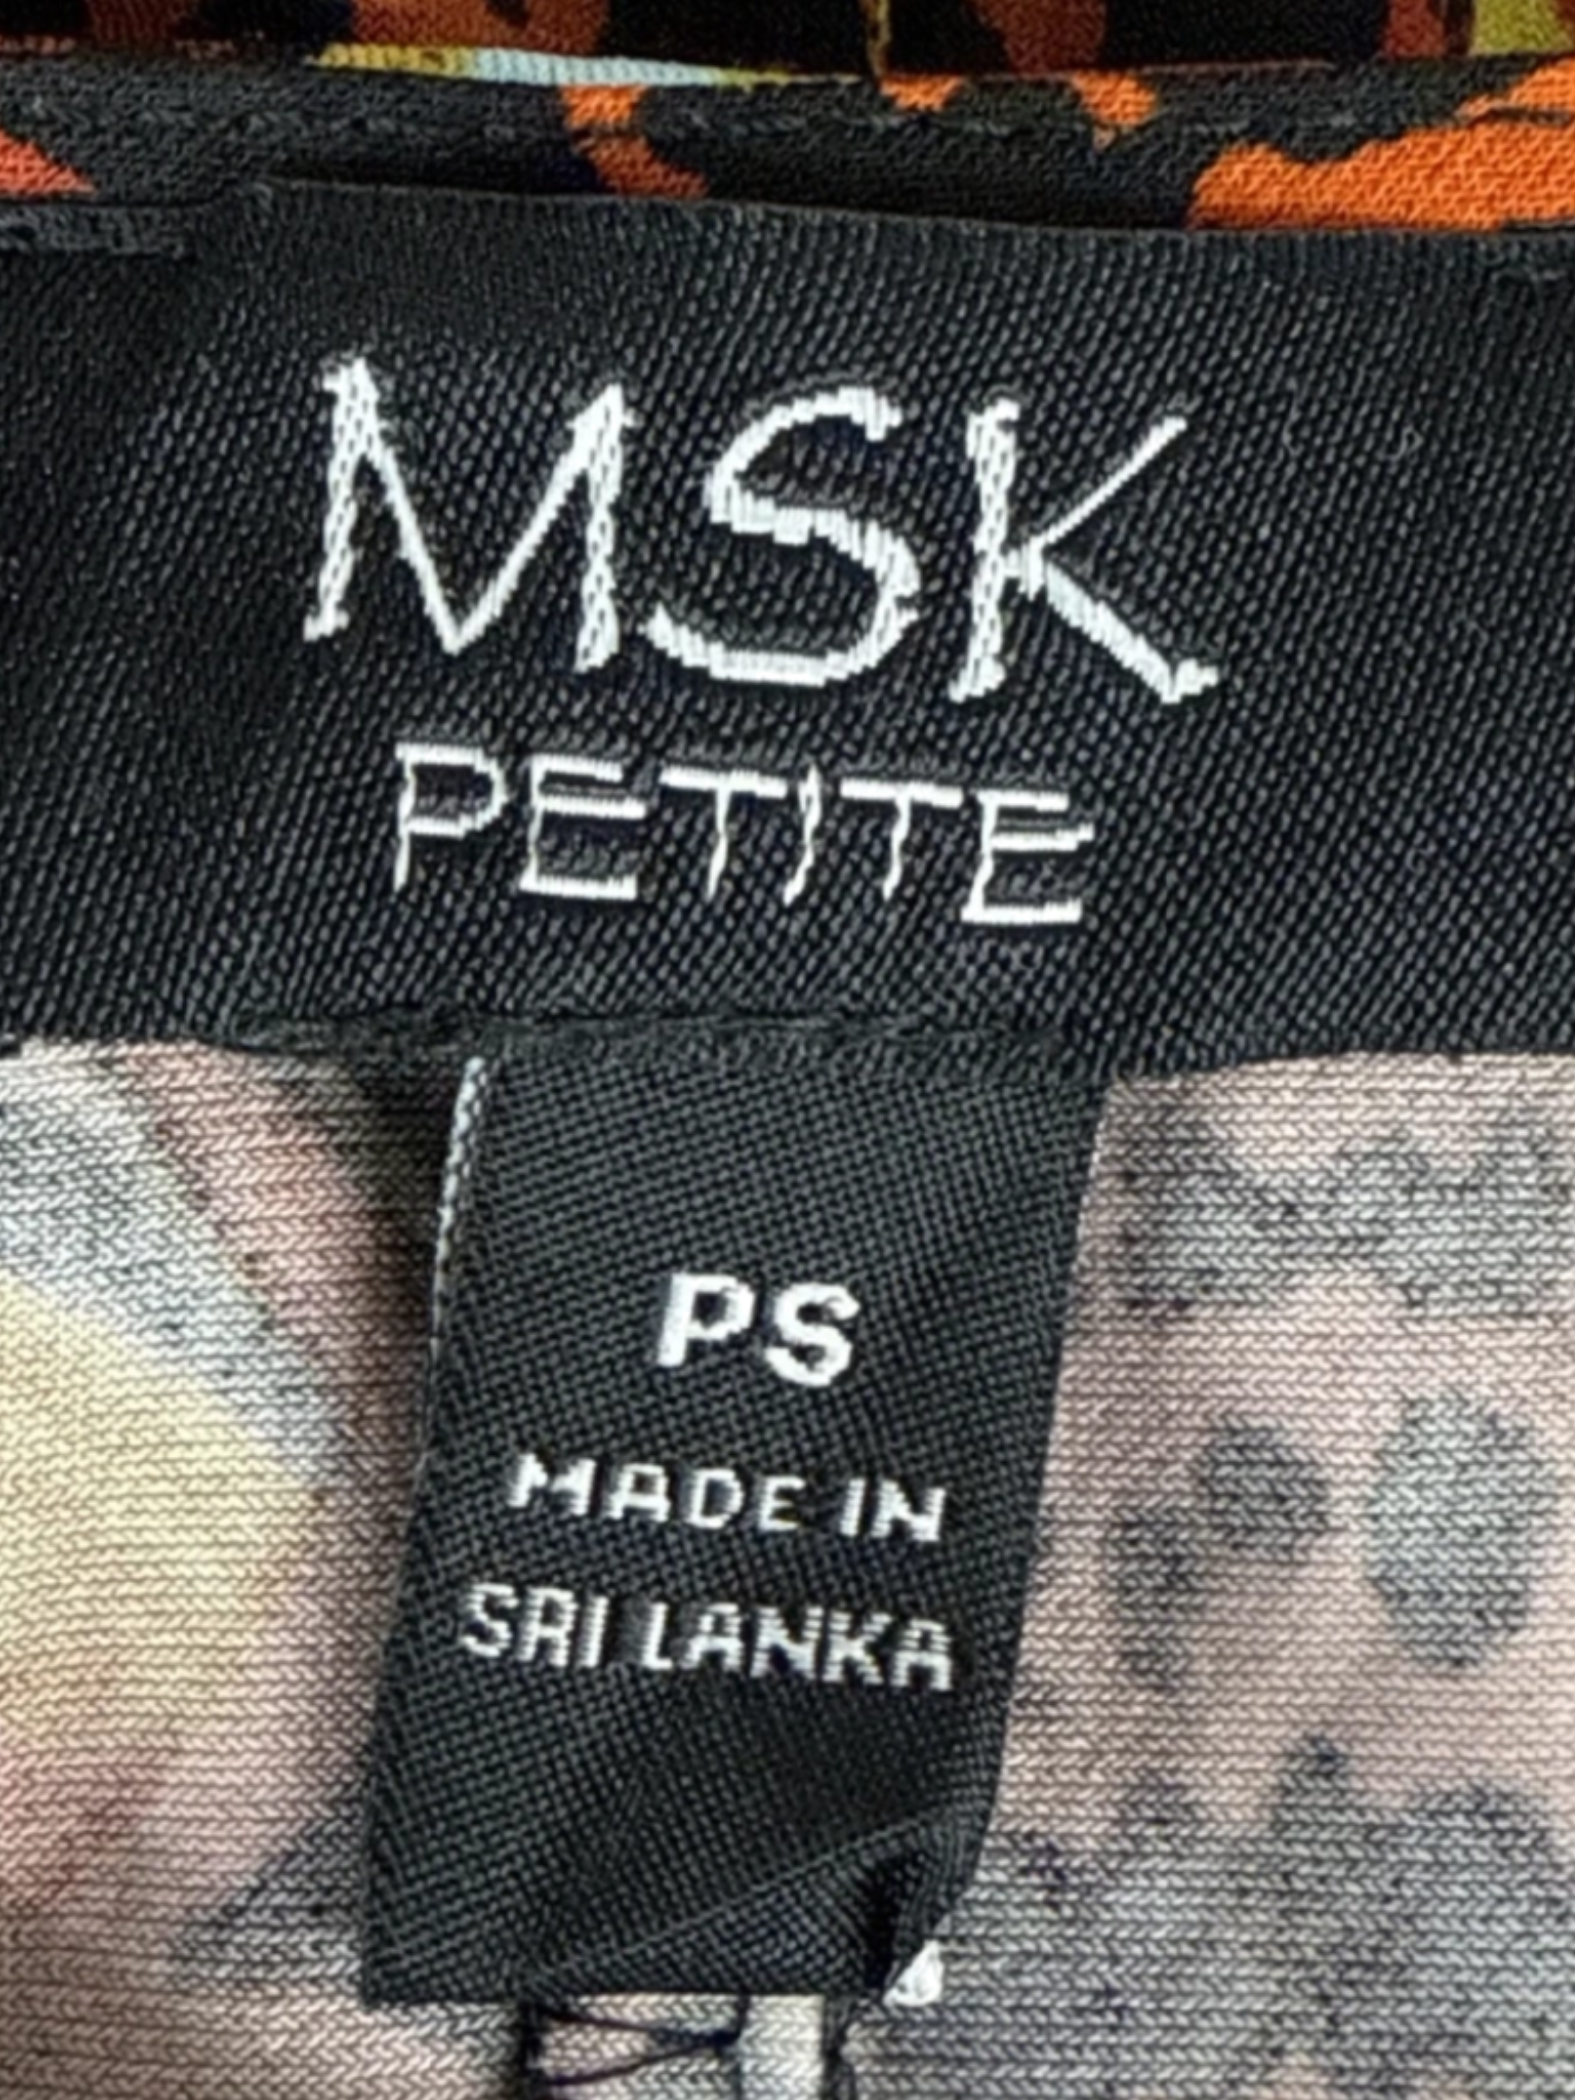 MSK
PETITE
PS
MADE IN
SRI LANKA